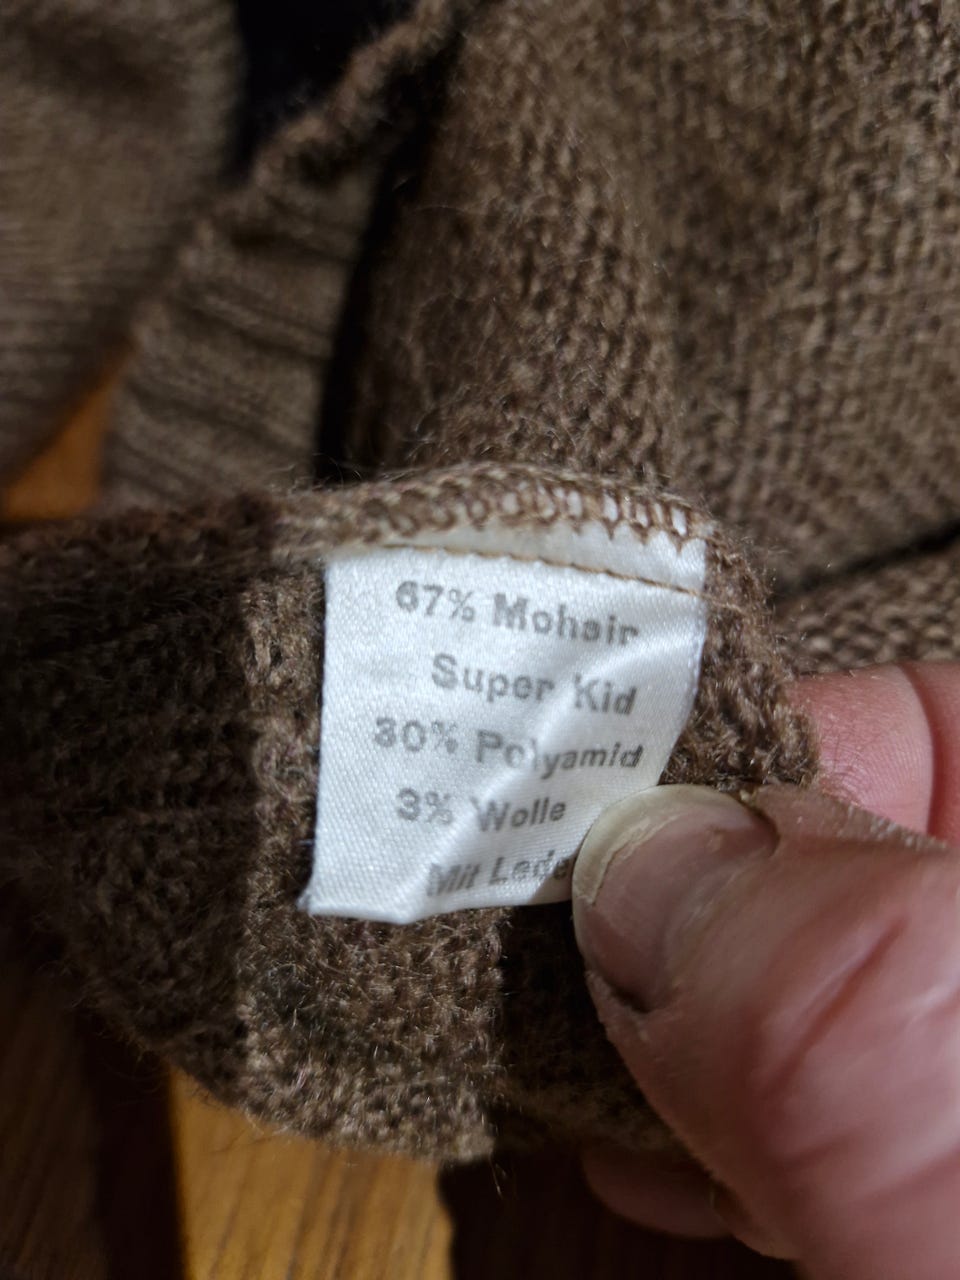 67% Mohair
Super Kid
30% Polyamid
3% Wolle
Mit